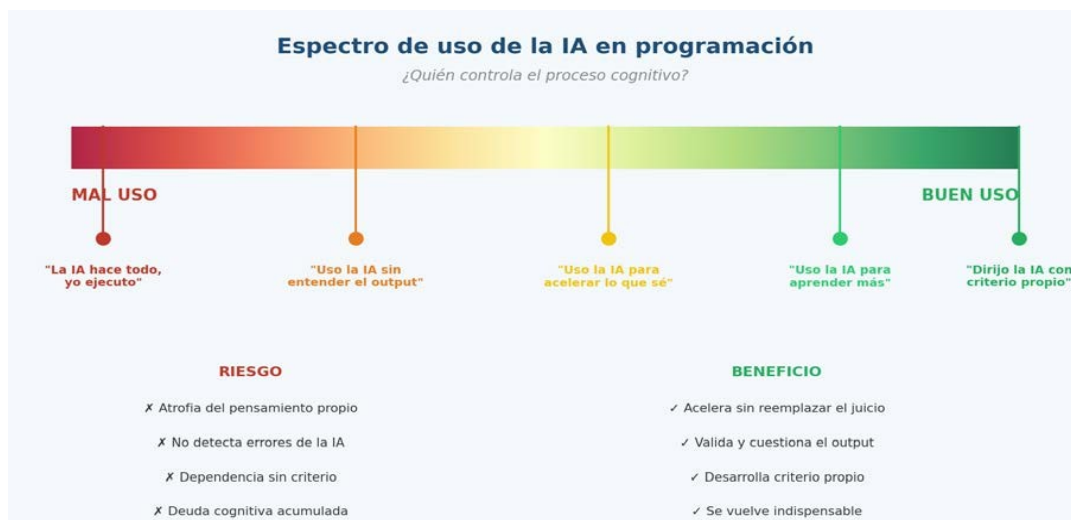 Espectro de uso de la IA en programación
¿Quién controla el proceso cognitivo?
MAL USO
BUEN USO
"La IA hace todo,
yo ejecuto"
"Uso la IA sin
entender el output"
"Uso la IA para
acelerar lo que sé"
"Uso la IA para
aprender más"
"Dirijo la IA con
criterio propio"
RIESGO
✗ Atrofia del pensamiento propio
✗ No detecta errores de la IA
✗ Dependencia sin criterio
✗ Deuda cognitiva acumulada
BENEFICIO
✓ Acelera sin reemplazar el juicio
✓ Valida y cuestiona el output
✓ Desarrolla criterio propio
✓ Se vuelve indispensable